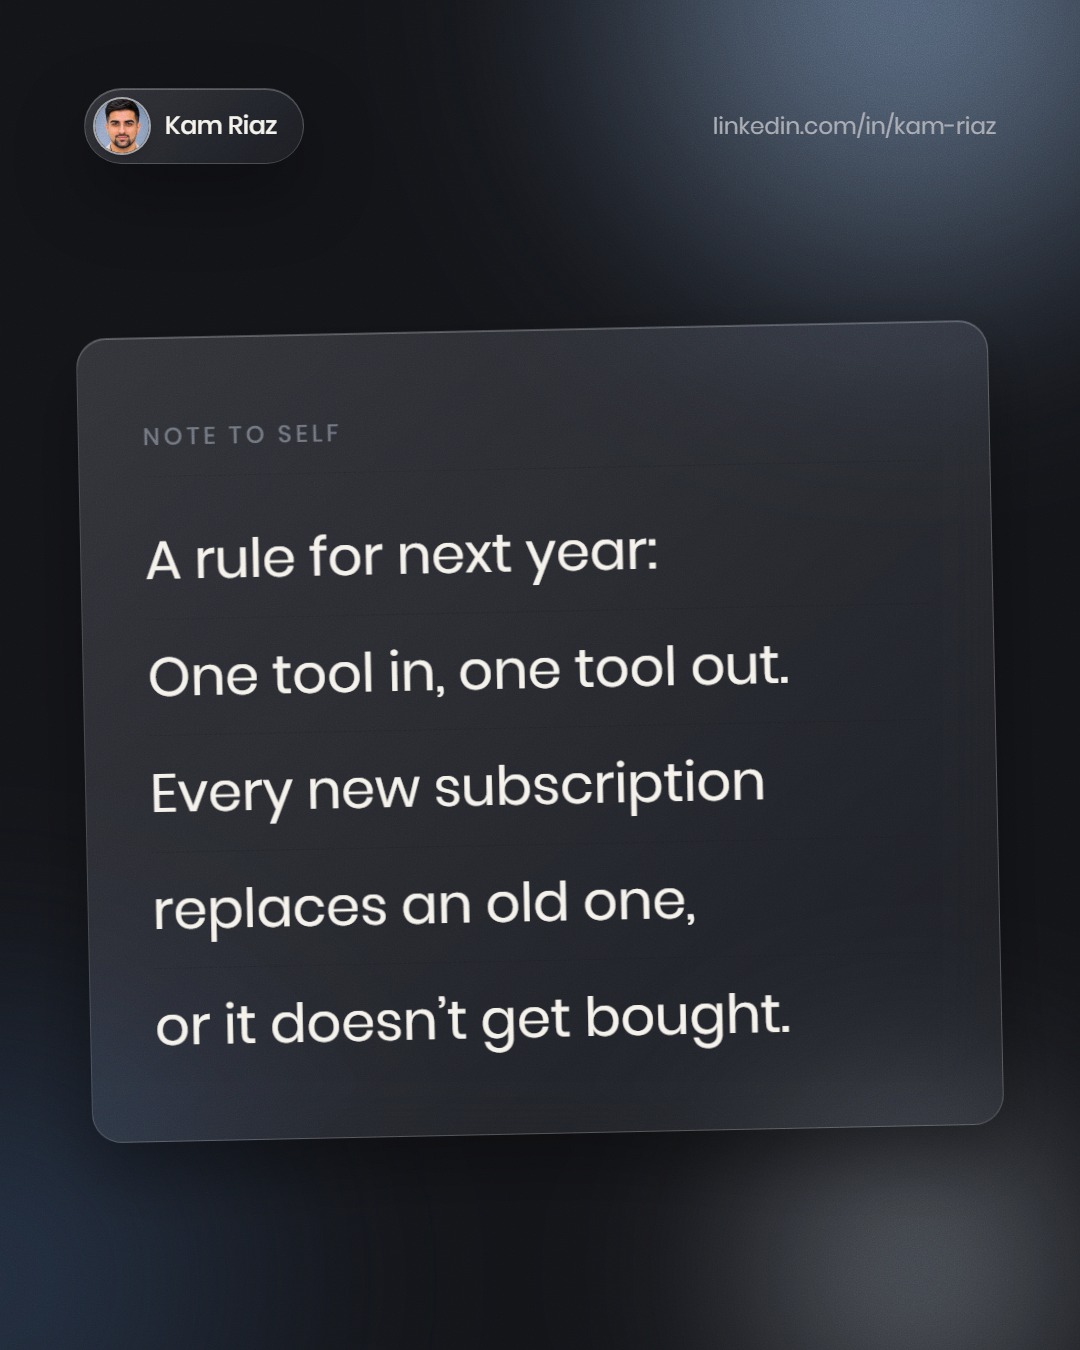 Kam Riaz
linkedin.com/in/kam-riaz
NOTE TO SELF
A rule for next year:
One tool in, one tool out.
Every new subscription
replaces an old one,
or it doesn’t get bought.